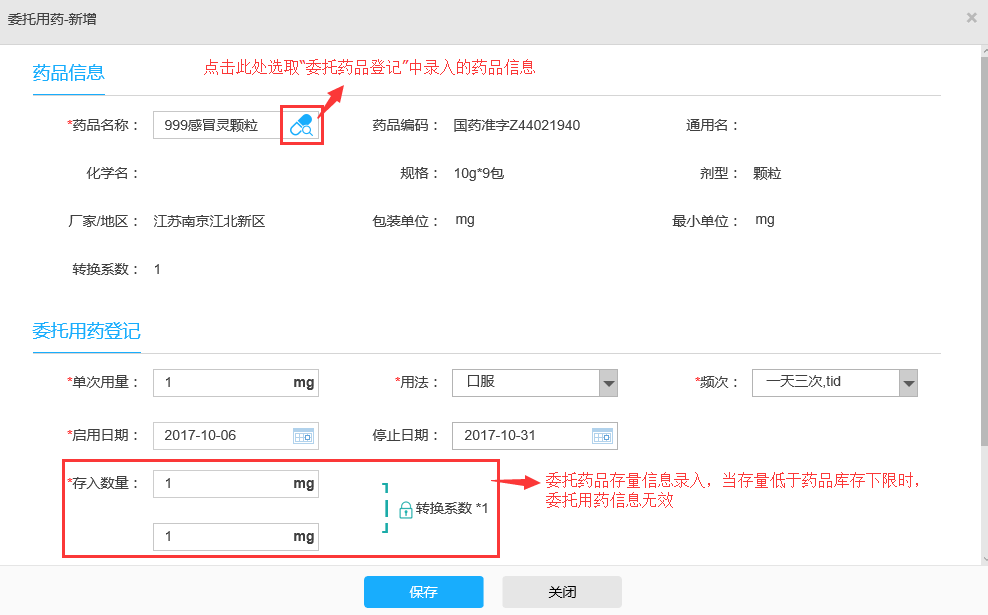 委托用药-新增
药品信息
点击此处选取“委托药品登记”中录入的药品信息
*药品名称： 999感冒灵颗粒 药品编码： 国药准字Z44021940 通用名：
化学名： 规格： 10g*9包 剂型： 颗粒
厂家/地区： 江苏南京江北新区 包装单位： mg 最小单位： mg
转换系数： 1
委托用药登记
*单次用量： 1 mg *用法： 口服 *频次： 一天三次,tid
*启用日期： 2017-10-06 停止日期： 2017-10-31
*存入数量： 1 mg
转换系数 *1
1 mg
委托药品存量信息录入，当存量低于药品库存下限时，
委托用药信息无效
保存 关闭